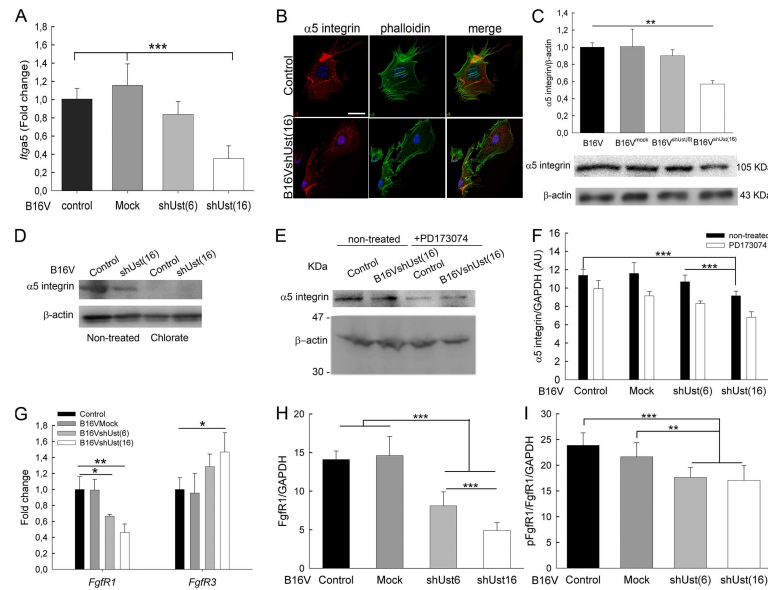 A
***
Itga5 (Fold change)
1,8
1,6
1,4
1,2
1,0
0,8
0,6
0,4
0,2
0,0
B16V control Mock shUst(6) shUst(16)
B
α5 integrin phalloidin merge
Control
B16VshUst(16)
C
**
α5 integrin/β-actin
1,4
1,2
1,0
0,8
0,6
0,4
0,2
0,0
B16V B16Vmock B16VshUst(6) B16VshUst(16)
α5 integrin 105 KDa
β-actin 43 KDa
D
B16V Control shUst(16) Control shUst(16)
α5 integrin
β-actin
Non-treated Chlorate
E
non-treated +PD173074
KDa Control B16VshUst(16) Control B16VshUst(16)
α5 integrin
47 -
β-actin
30 -
F
non-treated
PD173074
***
***
α5 integrin/GAPDH (AU)
16
14
12
10
8
6
4
2
0
B16V Control Mock shUst(6) shUst(16)
G
Control
B16VMock
B16VshUst(6)
B16VshUst(16)
*
**
*
Fold change
1,8
1,6
1,4
1,2
1,0
0,8
0,6
0,4
0,2
0,0
FgfR1 FgfR3
H
***
***
FgfR1/GAPDH
20
15
10
5
0
B16V Control Mock shUst6 shUst16
I
***
**
pFgfR1/FgfR1/GAPDH
30
25
20
15
10
5
0
B16V Control Mock shUst(6) shUst(16)